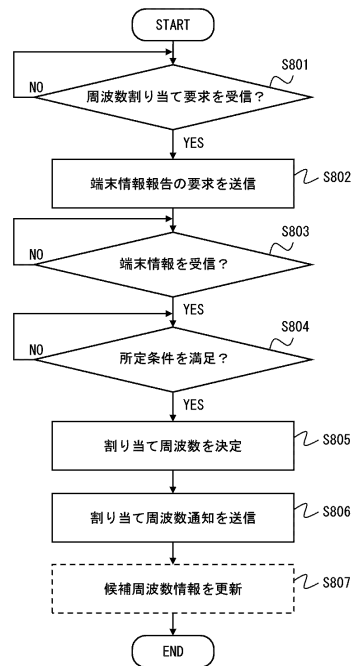 START
S801
NO
周波数割り当て要求を受信？
YES
端末情報報告の要求を送信
S802
S803
NO
端末情報を受信？
YES
S804
NO
所定条件を満足？
YES
割り当て周波数を決定
S805
割り当て周波数通知を送信
S806
候補周波数情報を更新
S807
END